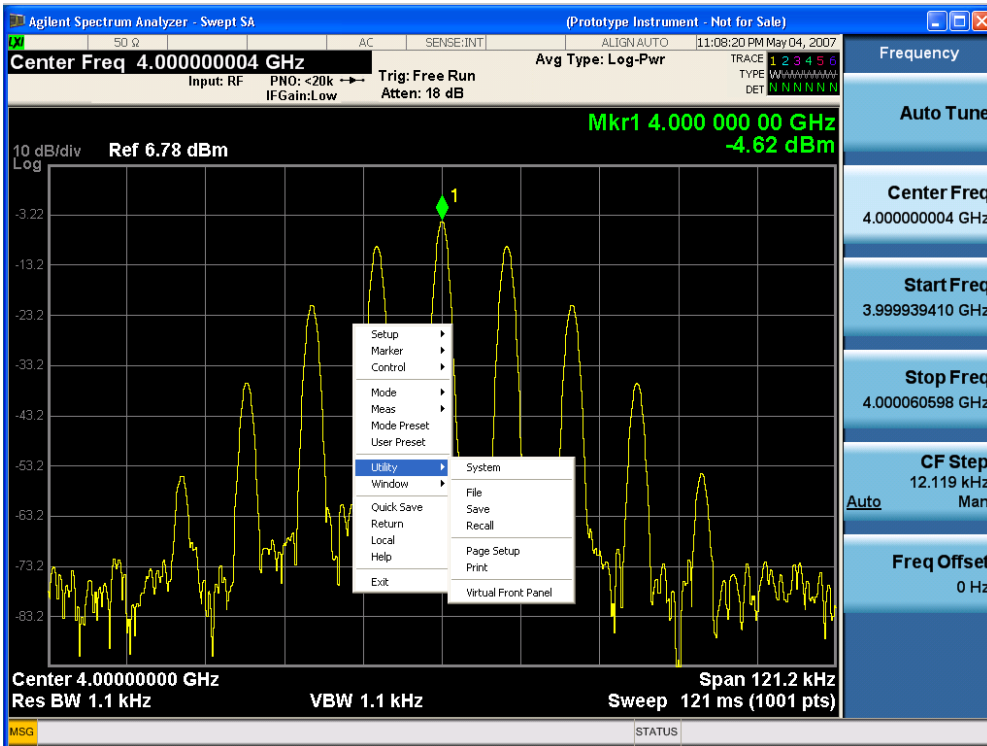 Agilent Spectrum Analyzer - Swept SA (Prototype Instrument - Not for Sale)
LXI 50 Ω AC SENSE:INT ALIGN AUTO 11:08:20 PM May 04, 2007
Center Freq 4.000000004 GHz
Input: RF PNO: <20k Trig: Free Run Avg Type: Log-Pwr TRACE 1 2 3 4 5 6
IFGain:Low Atten: 18 dB TYPE WWWWWW
DET N N N N N N
Mkr1 4.000 000 00 GHz
-4.62 dBm
10 dB/div Ref 6.78 dBm
Log
1
-3.22
-13.2
-23.2
-33.2
-43.2
-53.2
-63.2
-73.2
-83.2
Setup
Marker
Control
Mode
Meas
Mode Preset
User Preset
Utility
Window
Quick Save
Return
Local
Help
Exit
System
File
Save
Recall
Page Setup
Print
Virtual Front Panel
Center 4.00000000 GHz Span 121.2 kHz
Res BW 1.1 kHz VBW 1.1 kHz Sweep 121 ms (1001 pts)
MSG STATUS
Frequency
Auto Tune
Center Freq
4.000000004 GHz
Start Freq
3.999939410 GHz
Stop Freq
4.000060598 GHz
CF Step
12.119 kHz
Auto Man
Freq Offset
0 Hz